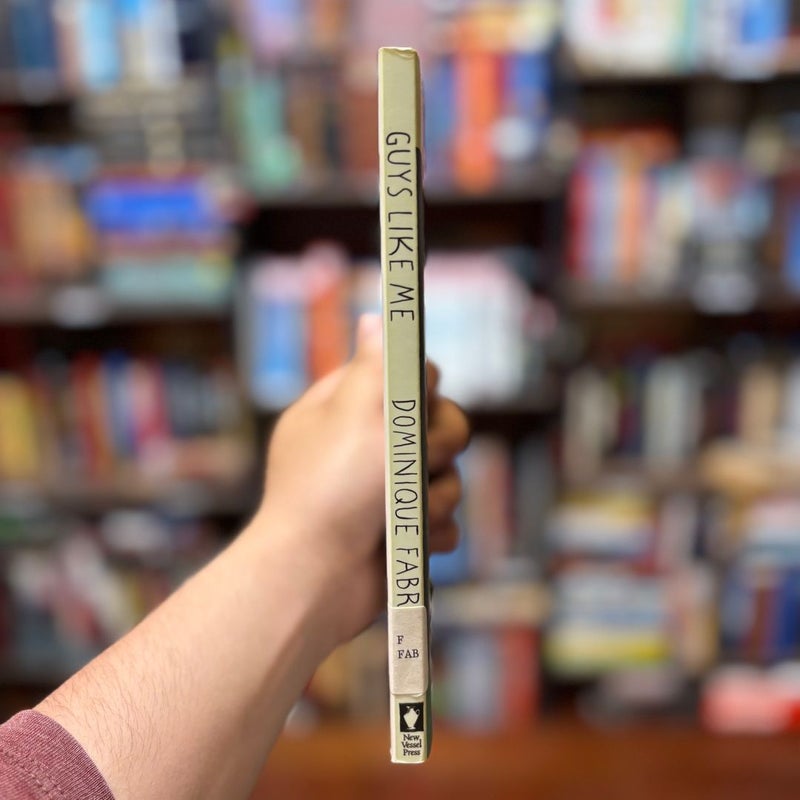 GUYS LIKE ME
DOMINIQUE FABR
F
FAB
New
Vessel
Press